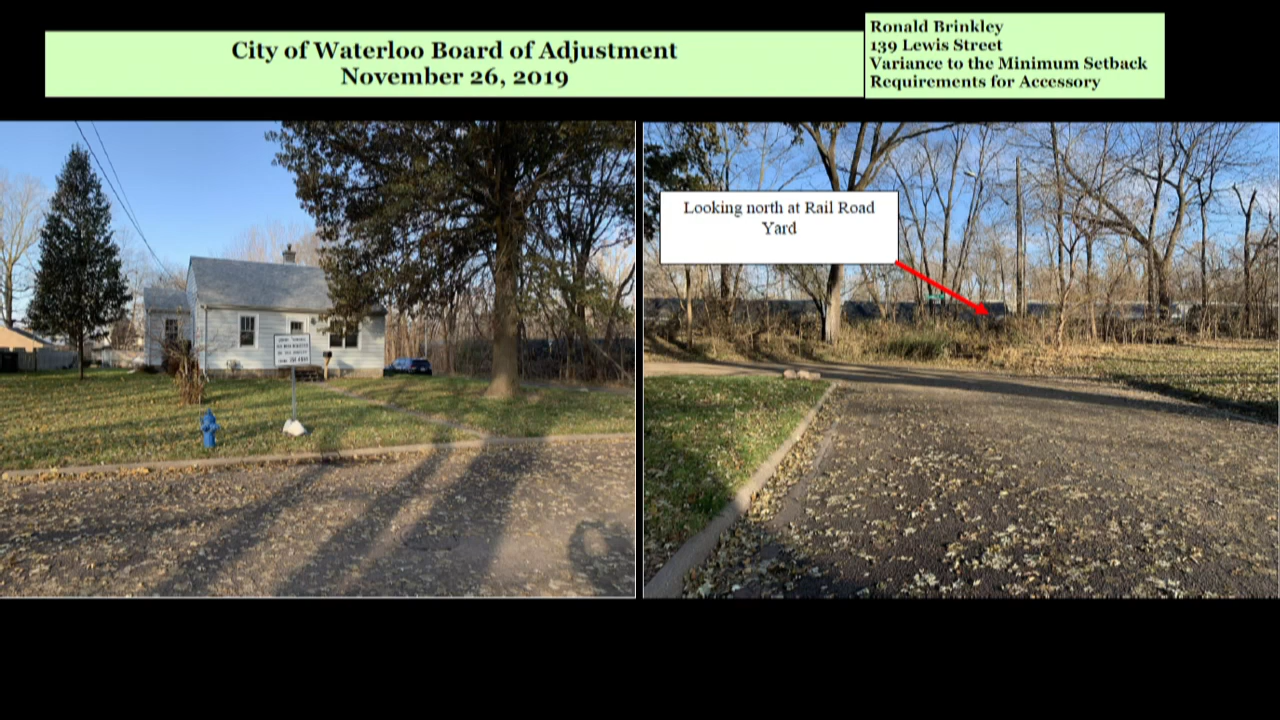 City of Waterloo Board of Adjustment
November 26, 2019
Ronald Brinkley
139 Lewis Street
Variance to the Minimum Setback
Requirements for Accessory
Looking north at Rail Road
Yard